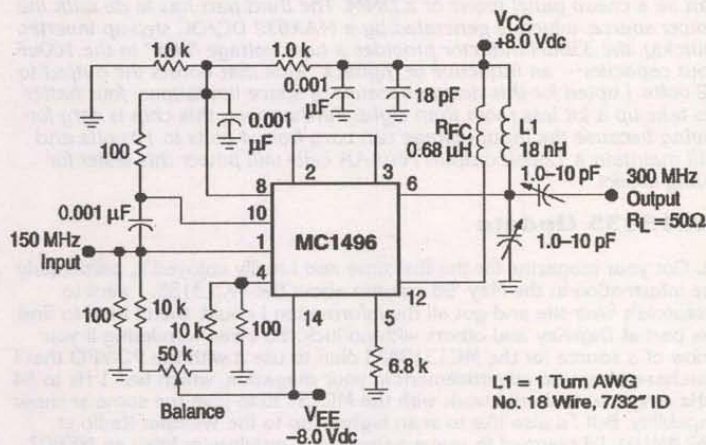 VCC
+8.0 Vdc
1.0 k
1.0 k
0.001
µF
18 pF
0.001
µF
100
RFC
0.68 µH
18 nH
1.0–10 pF
300 MHz
Output
RL = 50Ω
2
3
8
6
10
0.001 µF
1
MC1496
150 MHz
Input
1.0–10 pF
4
12
14
5
100
10 k
10 k
100
50 k
6.8 k
Balance
VEE
–8.0 Vdc
L1 = 1 Turn AWG
No. 18 Wire, 7/32" ID